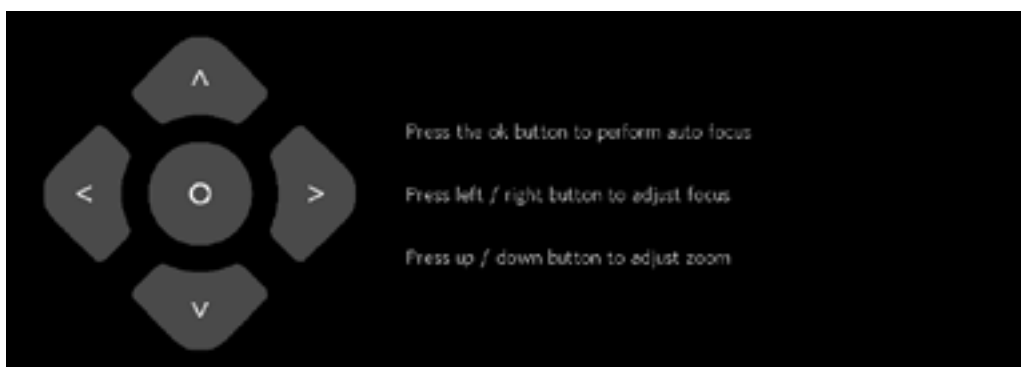 Press the ok button to perform auto focus
Press left / right button to adjust focus
Press up / down button to adjust zoom